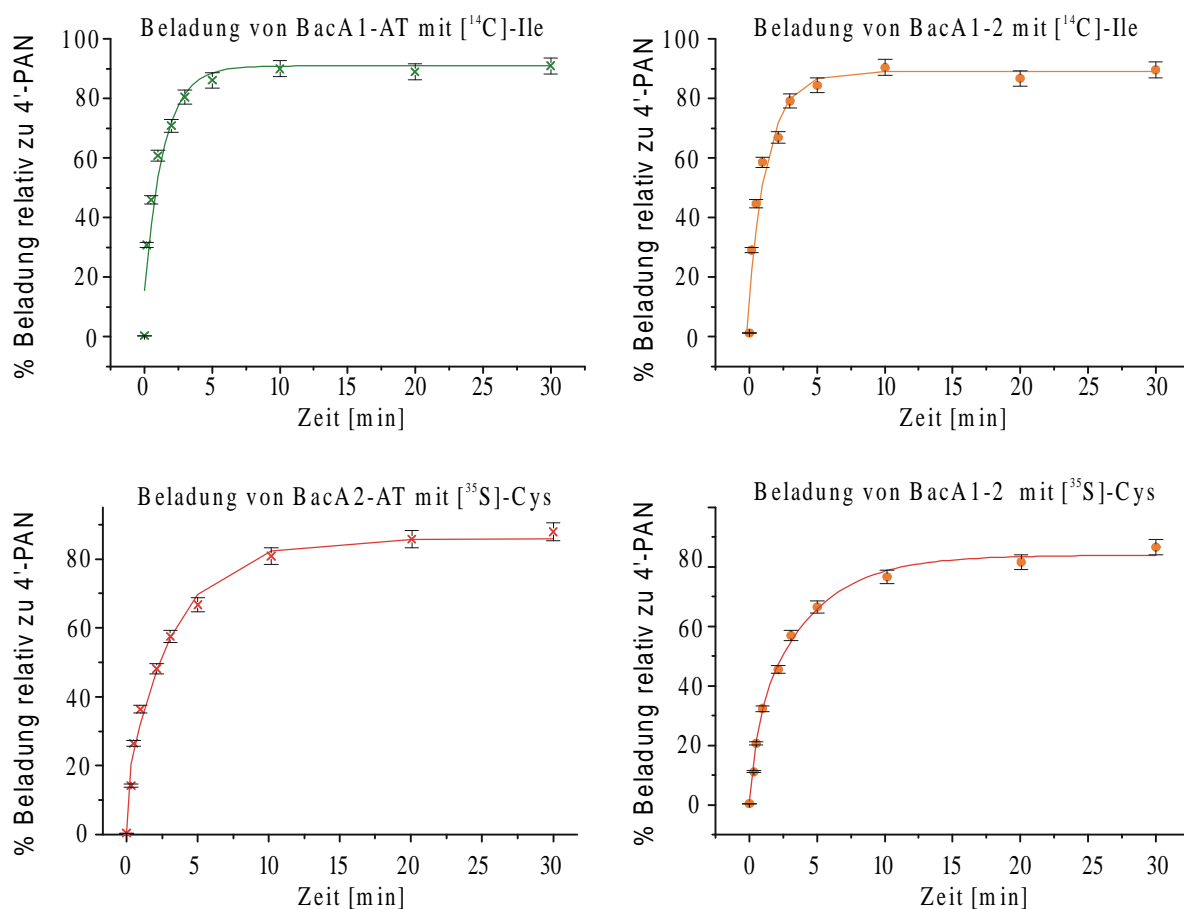 Beladung von BacA1-AT mit [¹⁴C]-Ile
% Beladung relativ zu 4'-PAN
100
80
60
40
20
0
0 5 10 15 20 25 30
Zeit [min]
Beladung von BacA1-2 mit [¹⁴C]-Ile
% Beladung relativ zu 4'-PAN
100
80
60
40
20
0
0 5 10 15 20 25 30
Zeit [min]
Beladung von BacA2-AT mit [³⁵S]-Cys
% Beladung relativ zu 4'-PAN
80
60
40
20
0
0 5 10 15 20 25 30
Zeit [min]
Beladung von BacA1-2 mit [³⁵S]-Cys
% Beladung relativ zu 4'-PAN
80
60
40
20
0
0 5 10 15 20 25 30
Zeit [min]